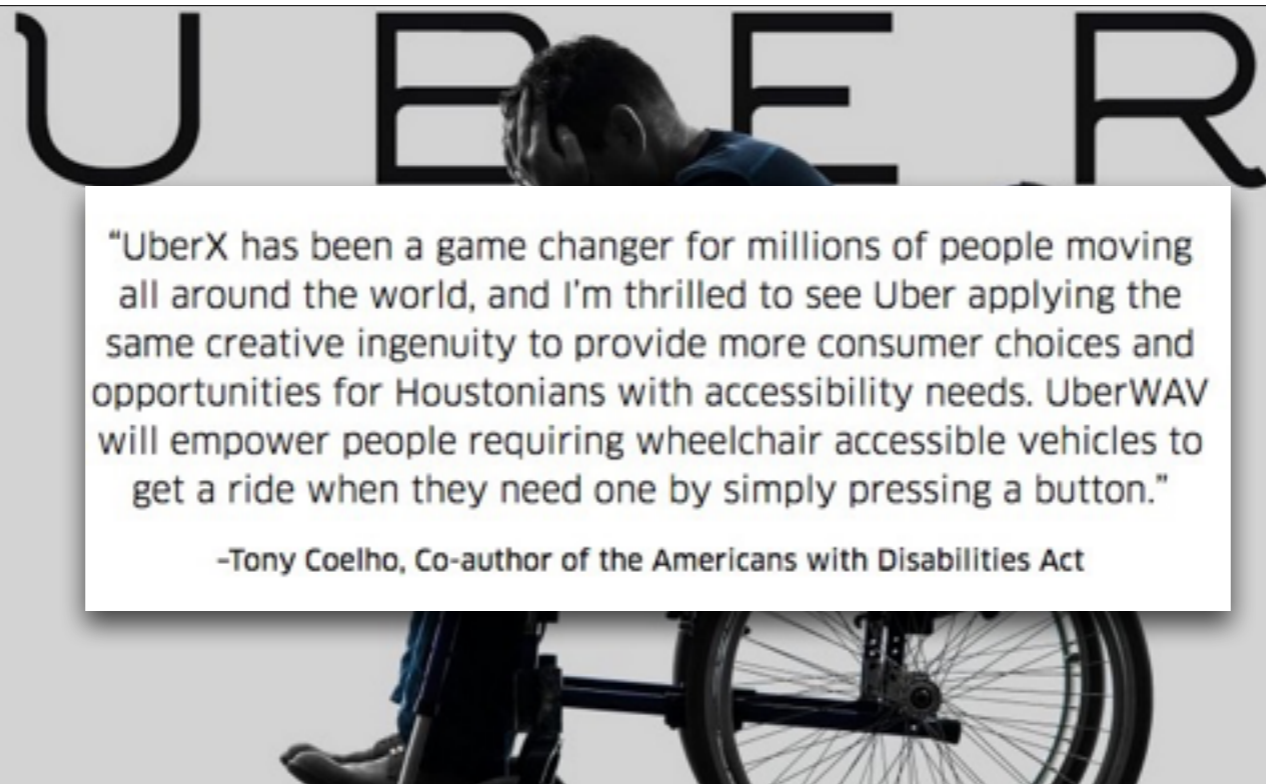 UBER
“UberX has been a game changer for millions of people moving
all around the world, and I'm thrilled to see Uber applying the
same creative ingenuity to provide more consumer choices and
opportunities for Houstonians with accessibility needs. UberWAV
will empower people requiring wheelchair accessible vehicles to
get a ride when they need one by simply pressing a button.”
–Tony Coelho, Co-author of the Americans with Disabilities Act